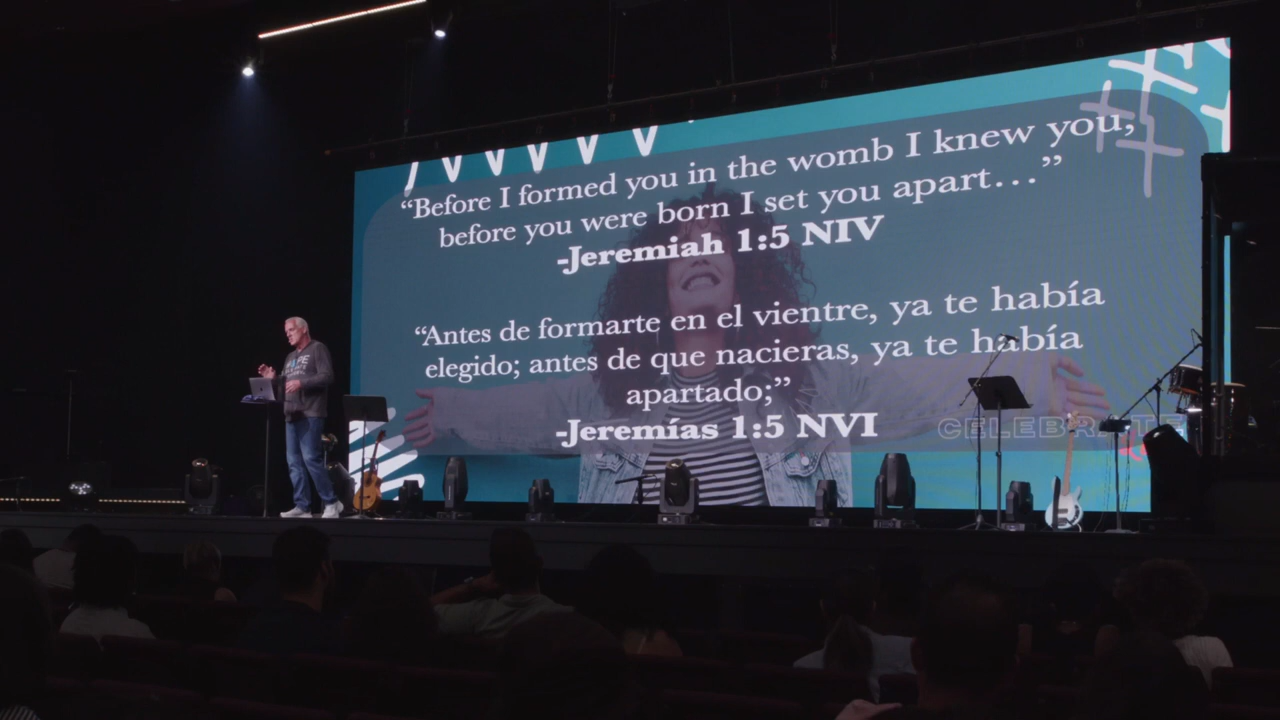 “Before I formed you in the womb I knew you,
before you were born I set you apart…”
-Jeremiah 1:5 NIV
“Antes de formarte en el vientre, ya te había
elegido; antes de que nacieras, ya te había
apartado;”
-Jeremías 1:5 NVI
CELEBRATE